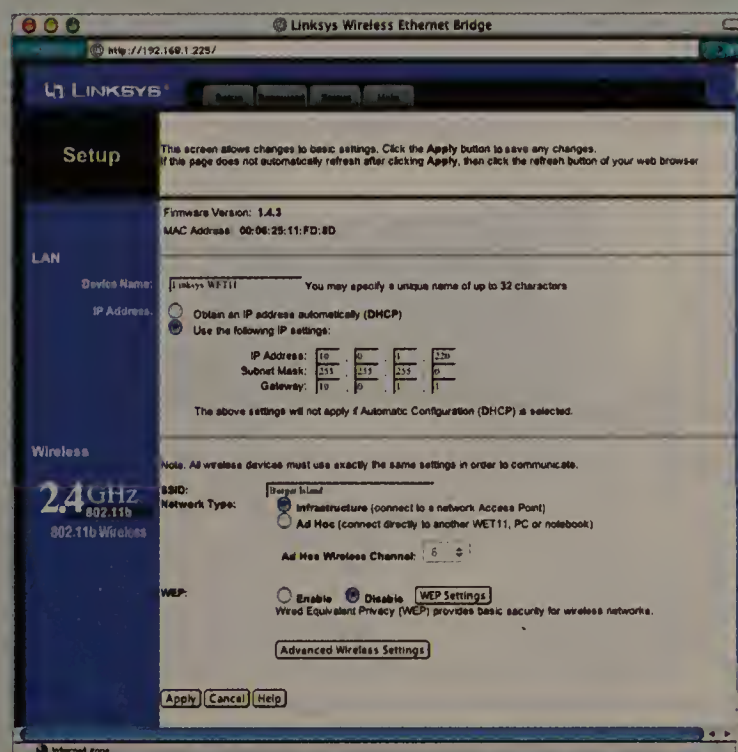 Linksys Wireless Ethernet Bridge
http://192.168.1.225/
LINKSYS®
Setup Password Status Help
Setup
This screen allows changes to basic settings. Click the Apply button to save any changes.
If this page does not automatically refresh after clicking Apply, then click the refresh button of your web browser
Firmware Version: 1.4.3
MAC Address: 00:06:25:11:FD:8D
LAN
Device Name: Linksys WET11 You may specify a unique name of up to 32 characters
IP Address: Obtain an IP address automatically (DHCP)
Use the following IP settings:
IP Address: 10 . 0 . 1 . 220
Subnet Mask: 255 . 255 . 255 . 0
Gateway: 10 . 0 . 1 . 1
The above settings will not apply if Automatic Configuration (DHCP) is selected.
Wireless
Note. All wireless devices must use exactly the same settings in order to communicate.
2.4GHz
802.11b
802.11b Wireless
SSID: Burger Island
Network Type: Infrastructure (connect to a network Access Point)
Ad Hoc (connect directly to another WET11, PC or notebook)
Ad Hoc Wireless Channel: 6
WEP: Enable Disable WEP Settings
Wired Equivalent Privacy (WEP) provides basic security for wireless networks.
Advanced Wireless Settings
Apply Cancel Help
Internet zone